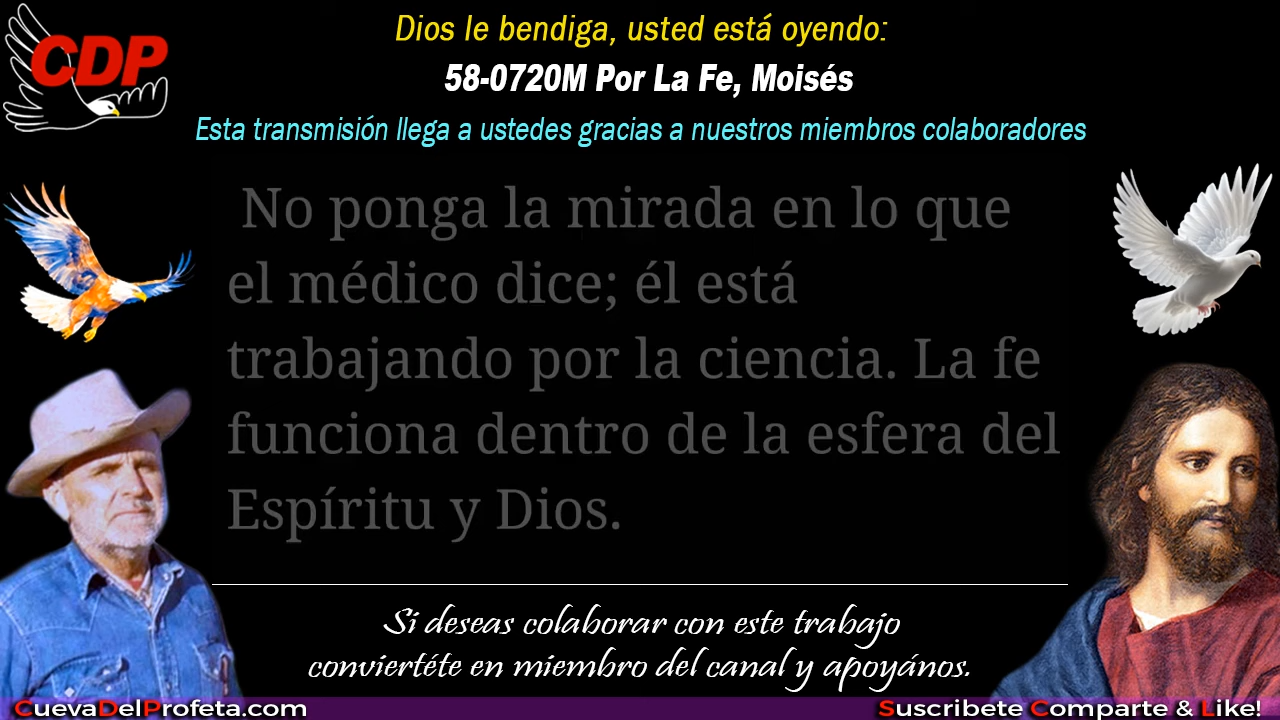 CDP
Dios le bendiga, usted está oyendo:
58-0720M Por La Fe, Moisés
Esta transmisión llega a ustedes gracias a nuestros miembros colaboradores
No ponga la mirada en lo que
el médico dice; él está
trabajando por la ciencia. La fe
funciona dentro de la esfera del
Espíritu y Dios.
Si deseas colaborar con este trabajo
conviertéte en miembro del canal y apoyános.
CuevaDelProfeta.com
Suscribete Comparte & Like!